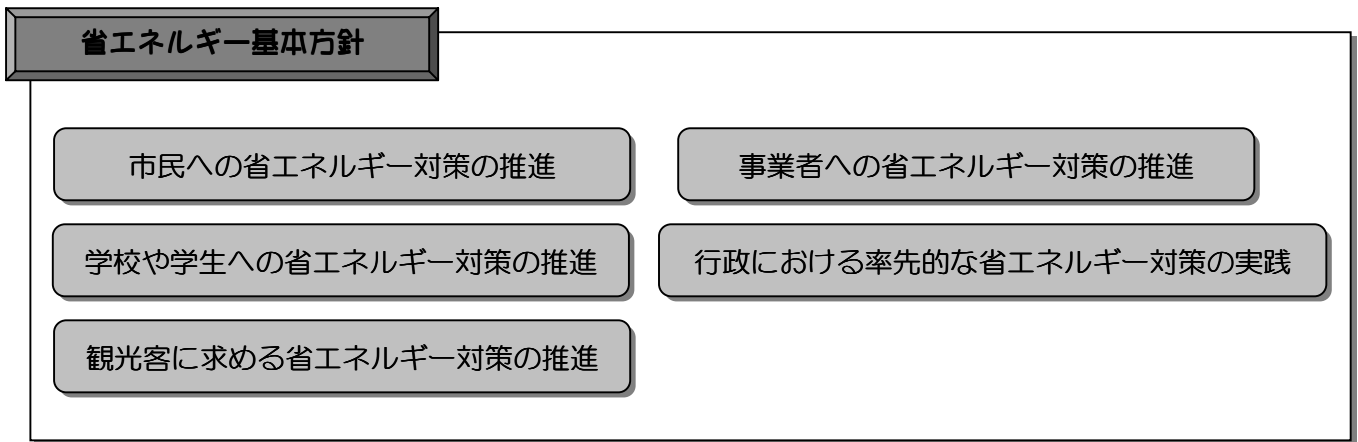 省エネルギー基本方針
市民への省エネルギー対策の推進
事業者への省エネルギー対策の推進
学校や学生への省エネルギー対策の推進
行政における率先的な省エネルギー対策の実践
観光客に求める省エネルギー対策の推進